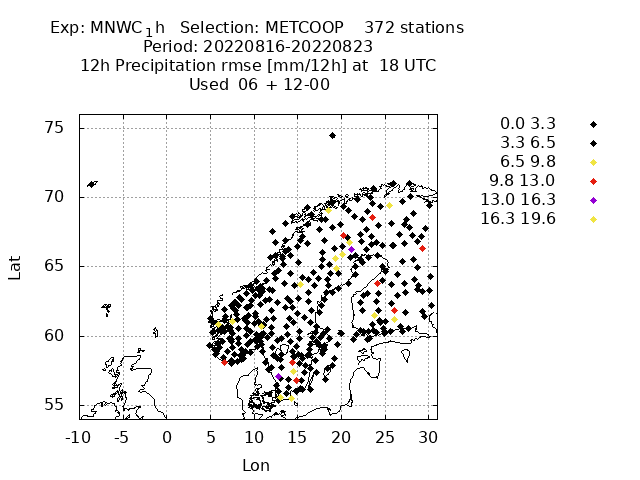 Exp: MNWC_1h Selection: METCOOP 372 stations
Period: 20220816-20220823
12h Precipitation rmse [mm/12h] at 18 UTC
Used 06 + 12-00
0.0 3.3
3.3 6.5
6.5 9.8
9.8 13.0
13.0 16.3
16.3 19.6
75
70
65
60
55
Lat
-10 -5 0 5 10 15 20 25 30
Lon